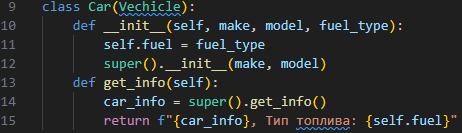 9 class Car(Vechicle):
10     def __init__(self, make, model, fuel_type):
11         self.fuel = fuel_type
12         super().__init__(make, model)
13     def get_info(self):
14         car_info = super().get_info()
15         return f"{car_info}, Тип топлива: {self.fuel}"